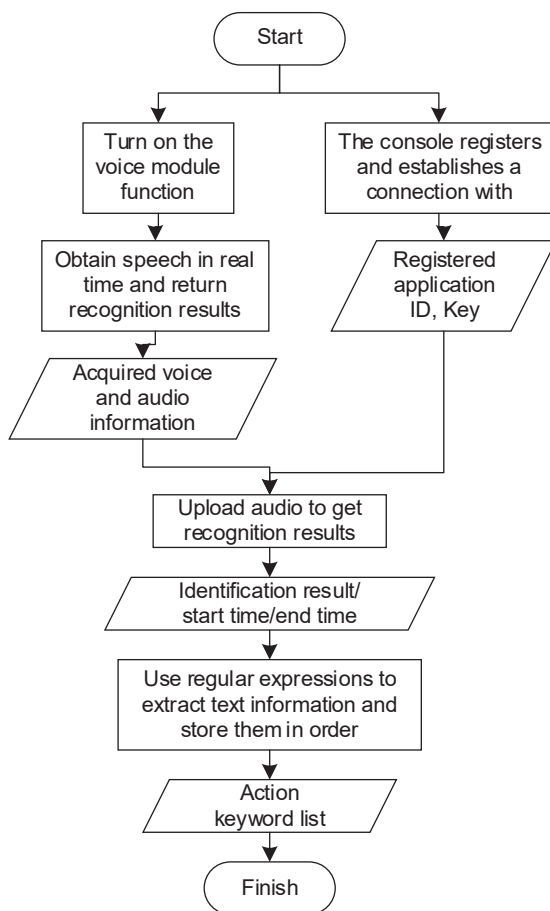 Start
Turn on the
voice module
function
The console registers
and establishes a
connection with
Obtain speech in real
time and return
recognition results
Registered
application
ID, Key
Acquired voice
and audio
information
Upload audio to get
recognition results
Identification result/
start time/end time
Use regular expressions to
extract text information and
store them in order
Action
keyword list
Finish